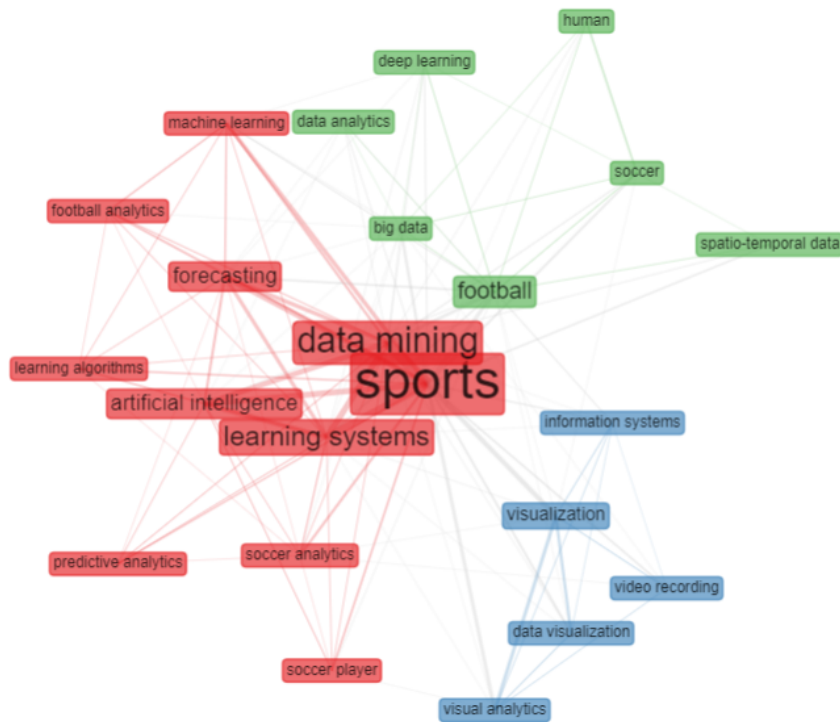 human
deep learning
machine learning
data analytics
soccer
football analytics
big data
spatio-temporal data
forecasting
football
data mining
learning algorithms
sports
artificial intelligence
information systems
learning systems
visualization
predictive analytics
soccer analytics
video recording
data visualization
soccer player
visual analytics